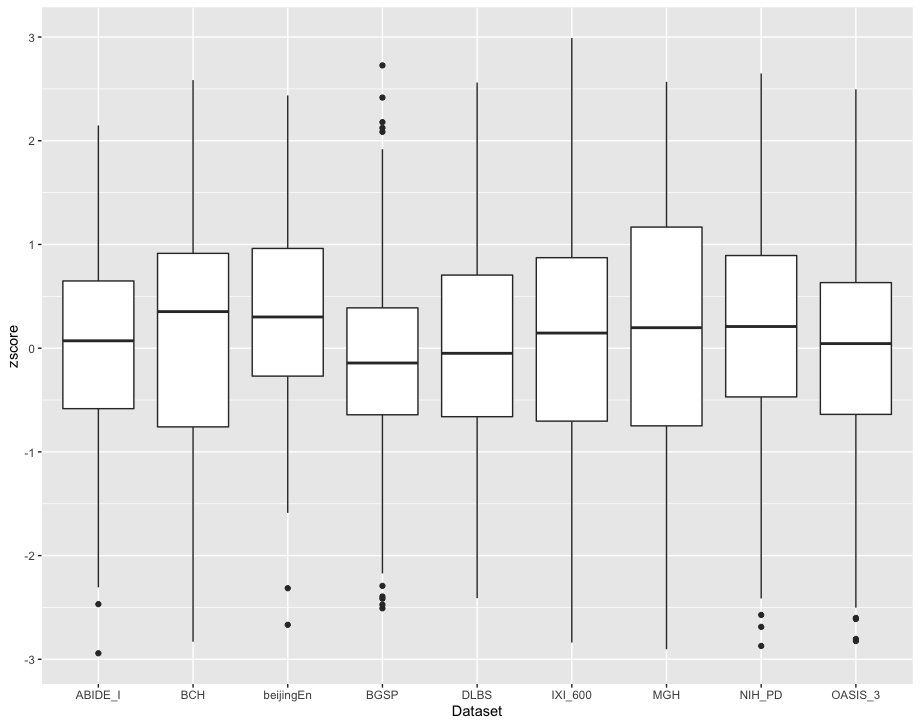 zscore
3
2
1
0
-1
-2
-3
ABIDE_I BCH beijingEn BGSP DLBS IXI_600 MGH NIH_PD OASIS_3
Dataset